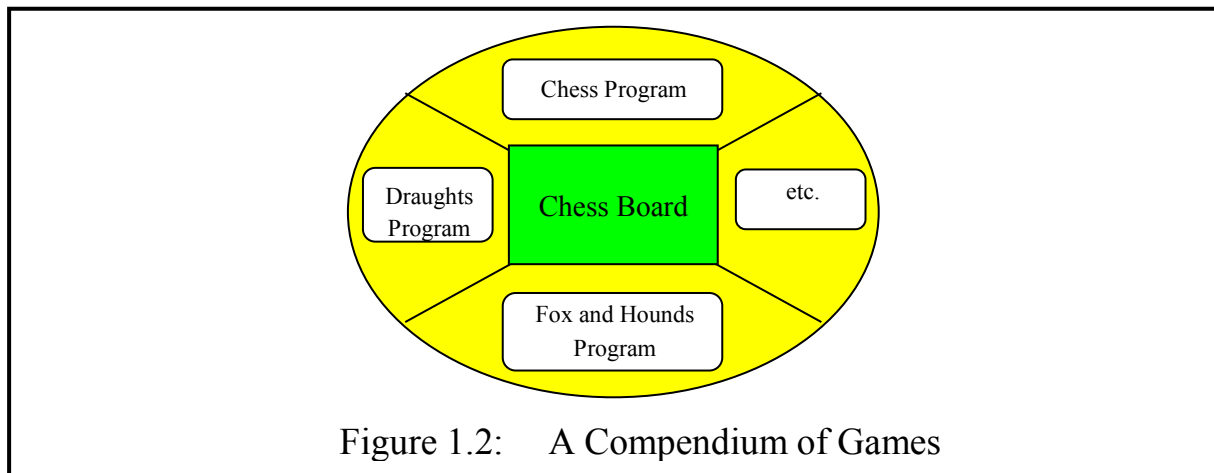 Chess Program
Draughts
Program
Chess Board
etc.
Fox and Hounds
Program
Figure 1.2: A Compendium of Games